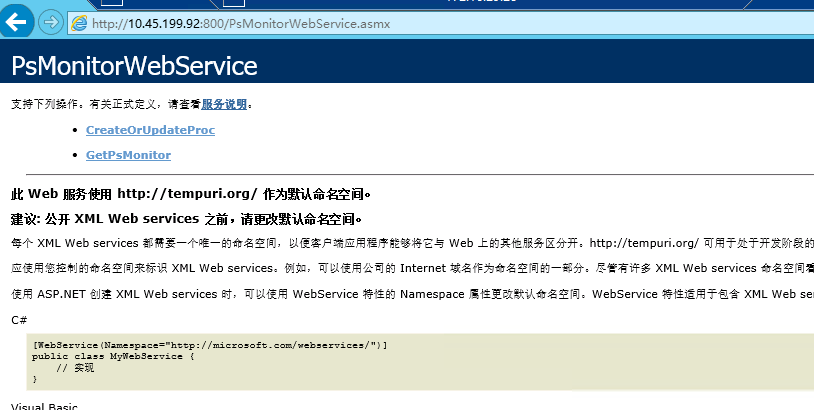 http://10.45.199.92:800/PsMonitorWebService.asmx
PsMonitorWebService
支持下列操作。有关正式定义，请查看服务说明。
CreateOrUpdateProc
GetPsMonitor
此 Web 服务使用 http://tempuri.org/ 作为默认命名空间。
建议: 公开 XML Web services 之前，请更改默认命名空间。
每个 XML Web services 都需要一个唯一的命名空间，以便客户端应用程序能够将它与 Web 上的其他服务区分开。http://tempuri.org/ 可用于处于开发阶段的
应使用您控制的命名空间来标识 XML Web services。例如，可以使用公司的 Internet 域名作为命名空间的一部分。尽管有许多 XML Web services 命名空间看
使用 ASP.NET 创建 XML Web services 时，可以使用 WebService 特性的 Namespace 属性更改默认命名空间。WebService 特性适用于包含 XML Web ser
C#
[WebService(Namespace="http://microsoft.com/webservices/")]
public class MyWebService {
// 实现
}
Visual Basic